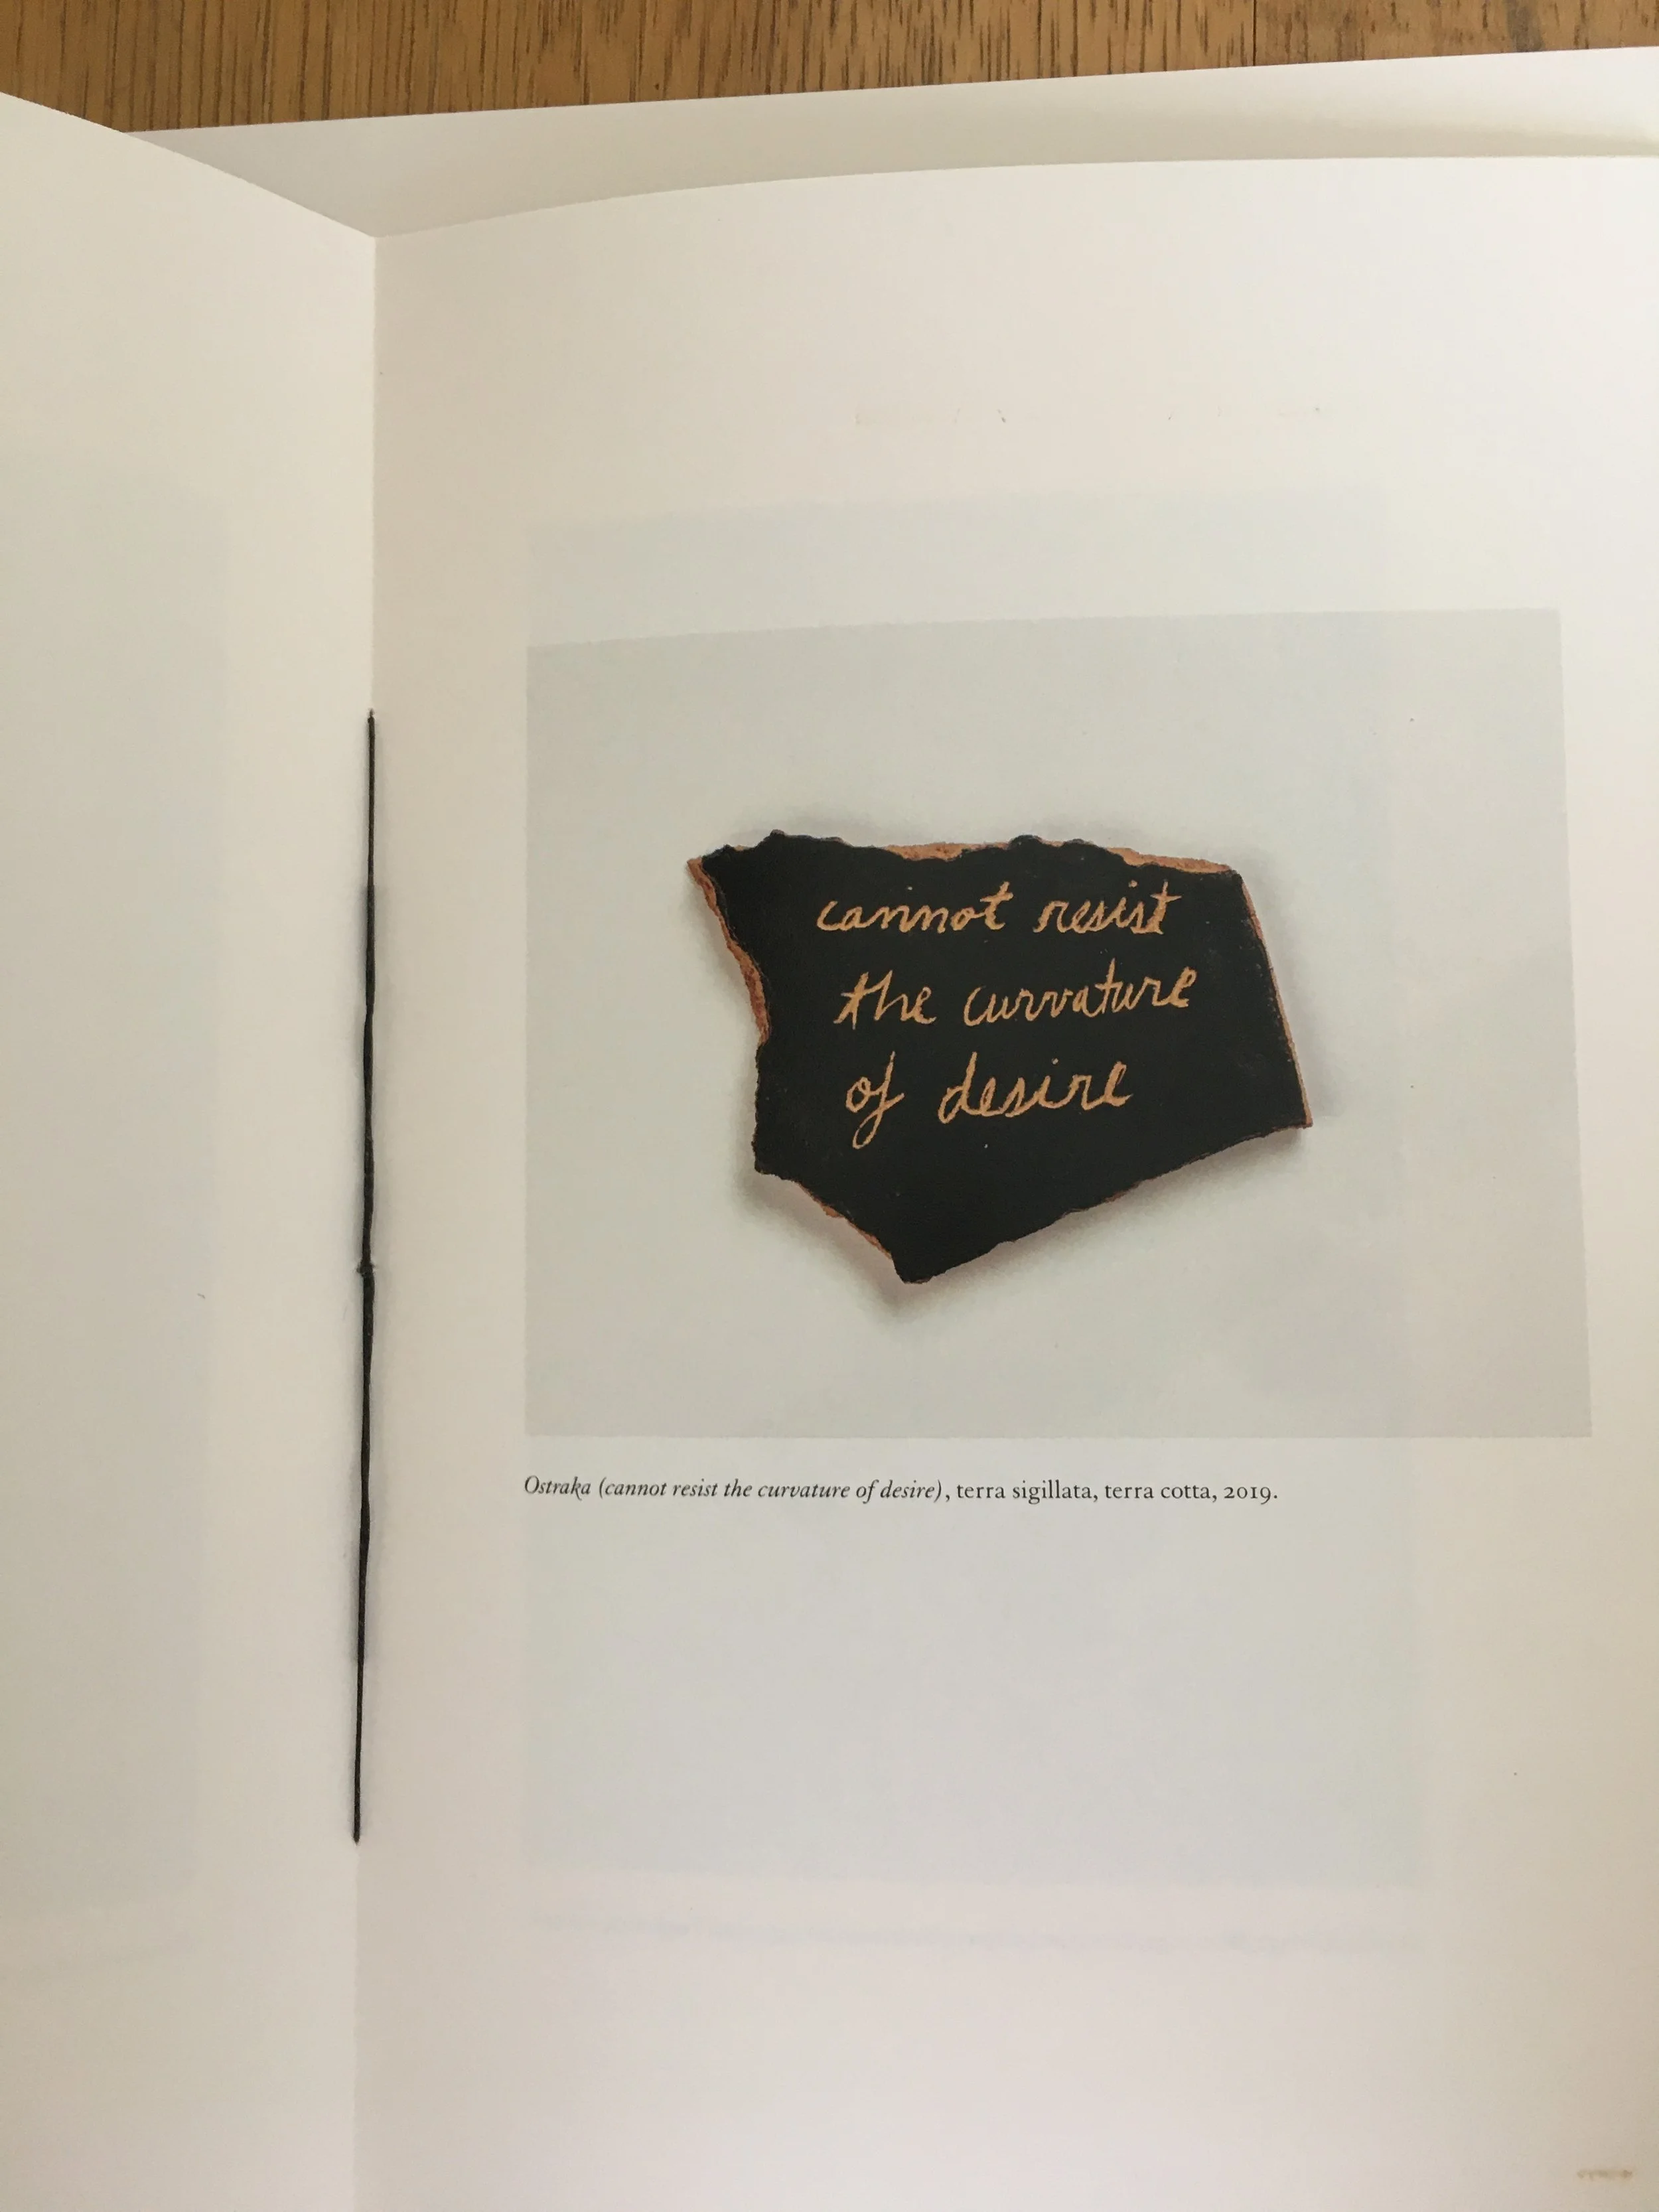 cannot resist
the curvature
of desire
Ostraka (cannot resist the curvature of desire), terra sigillata, terra cotta, 2019.